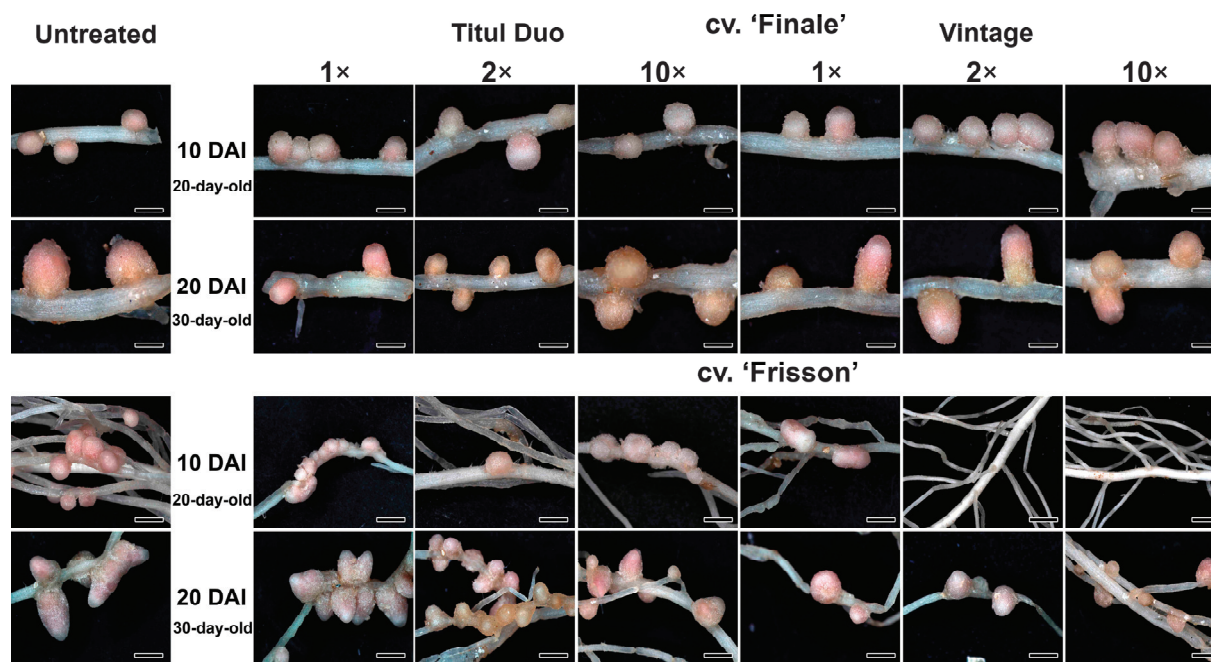 cv. ‘Finale’
Untreated Titul Duo Vintage
1× 2× 10× 1× 2× 10×
10 DAI
20-day-old
20 DAI
30-day-old
cv. ‘Frisson’
10 DAI
20-day-old
20 DAI
30-day-old